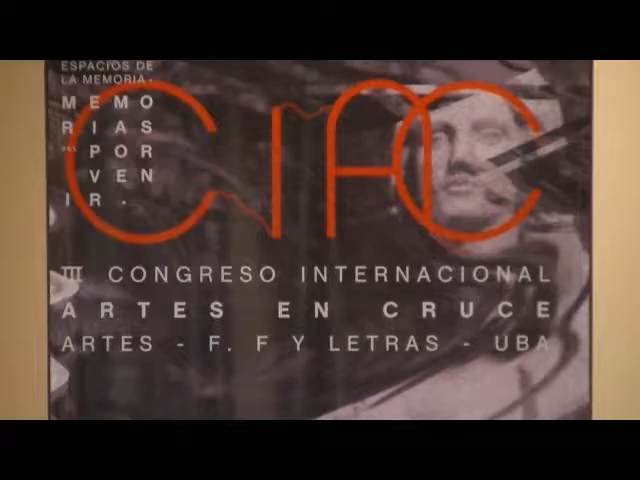 ESPACIOS DE
LA MEMORIA-
MEMO
RIAS
DEL POR
VEN
IR.
CIAC
III CONGRESO INTERNACIONAL
ARTES EN CRUCE
ARTES - F. F Y LETRAS - UBA